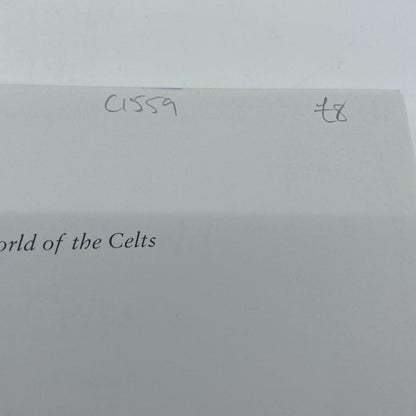 C1559 £8
orld of the Celts